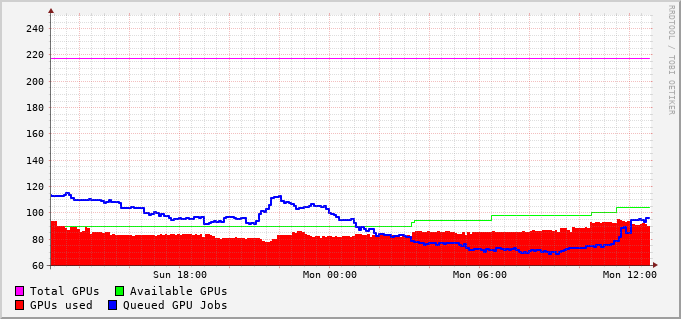 RRDTOOL / TOBI OETIKER
240
220
200
180
160
140
120
100
80
60
Sun 18:00 Mon 00:00 Mon 06:00 Mon 12:00
Total GPUs Available GPUs
GPUs used Queued GPU Jobs